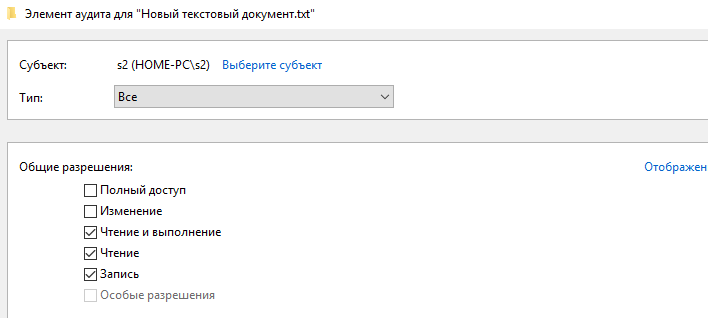 Элемент аудита для "Новый текстовый документ.txt"
Субъект: s2 (HOME-PC\s2) Выберите субъект
Тип: Все
Общие разрешения: Отображен
Полный доступ
Изменение
Чтение и выполнение
Чтение
Запись
Особые разрешения